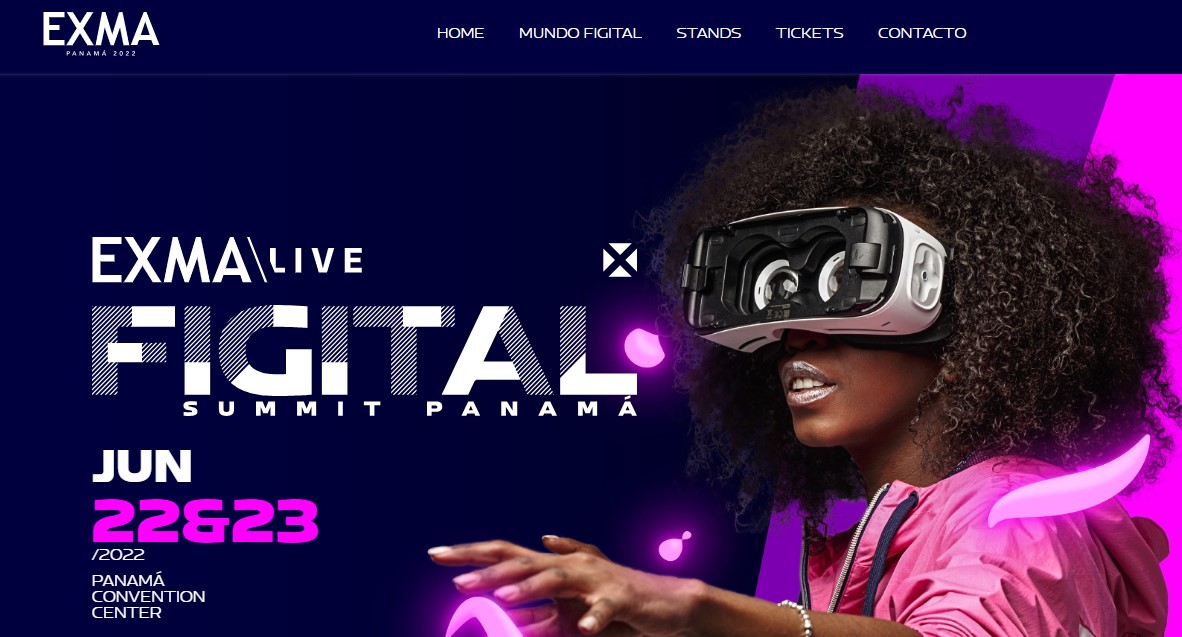 EXMA
PANAMÁ 2022
HOME MUNDO FIGITAL STANDS TICKETS CONTACTO
EXMA\LIVE
FIGITAL
SUMMIT PANAMÁ
JUN
22&23
/2022
PANAMÁ
CONVENTION
CENTER